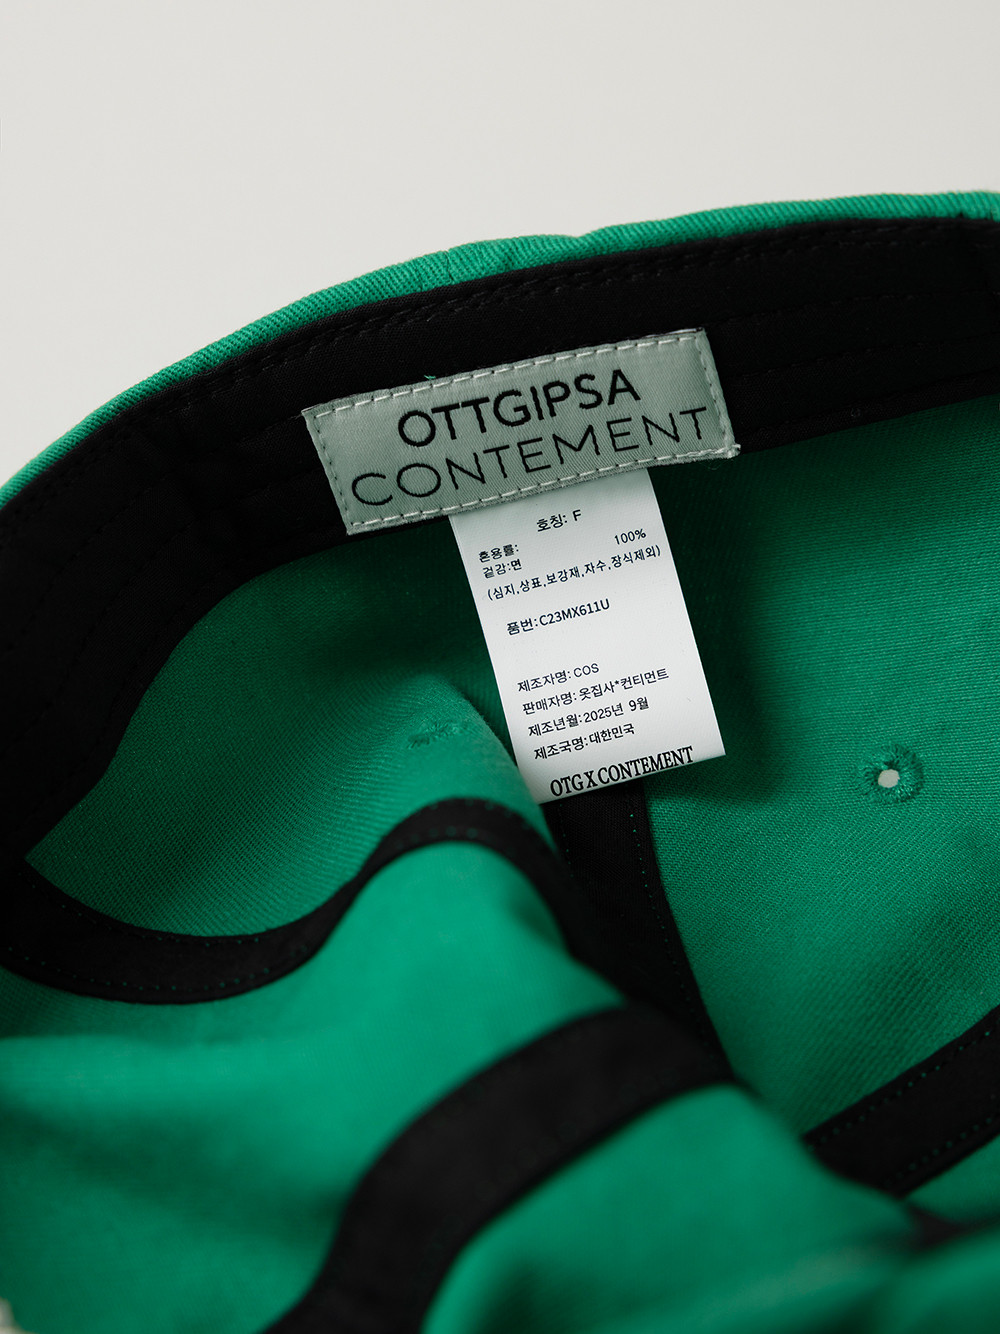 OTTGIPSA
CONTEMENT
호칭: F
혼용률:
겉감:면 100%
(심지,상표,보강재,자수,장식제외)
품번:C23MX611U
제조자명:COS
판매자명:옷집사*컨티먼트
제조년월:2025년 9월
제조국명:대한민국
OTG X CONTEMENT